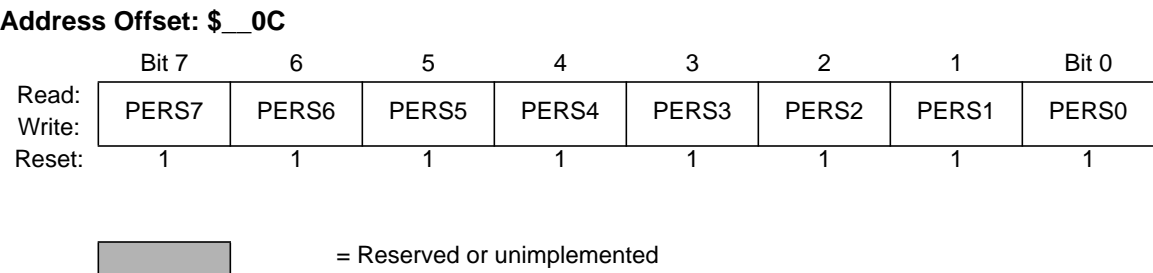 Address Offset: $__0C
Bit 7 6 5 4 3 2 1 Bit 0
Read:
Write:
PERS7 PERS6 PERS5 PERS4 PERS3 PERS2 PERS1 PERS0
Reset: 1 1 1 1 1 1 1 1
= Reserved or unimplemented